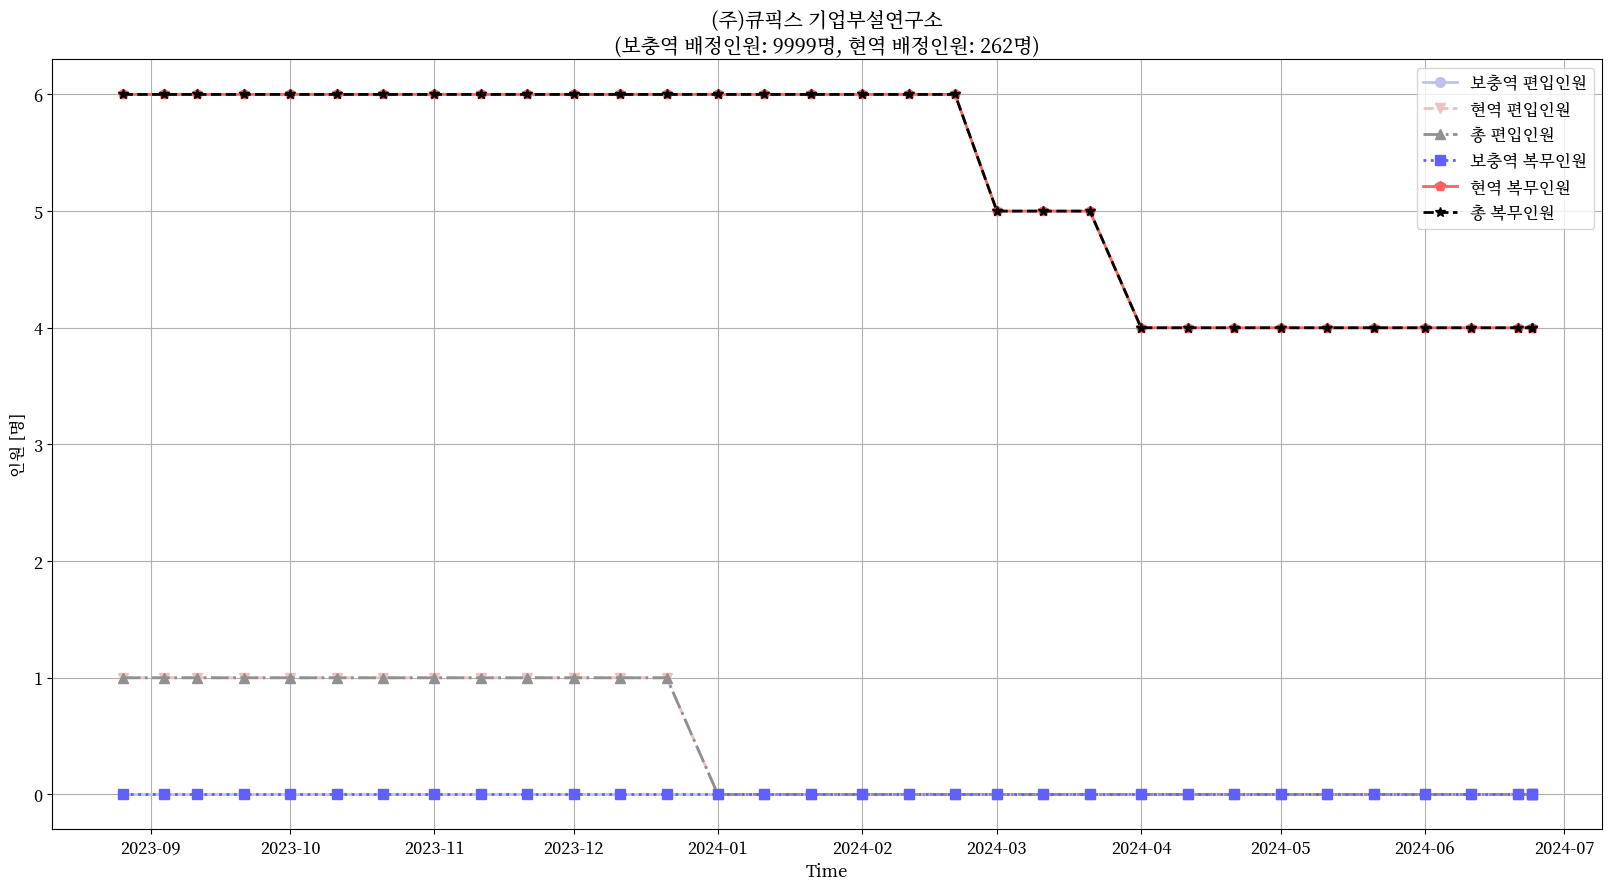 (주)큐픽스 기업부설연구소
(보충역 배정인원: 9999명, 현역 배정인원: 262명)
보충역 편입인원
현역 편입인원
총 편입인원
보충역 복무인원
현역 복무인원
총 복무인원
인원 [명]
6
5
4
3
2
1
0
2023-09
2023-10
2023-11
2023-12
2024-01
2024-02
2024-03
2024-04
2024-05
2024-06
2024-07
Time